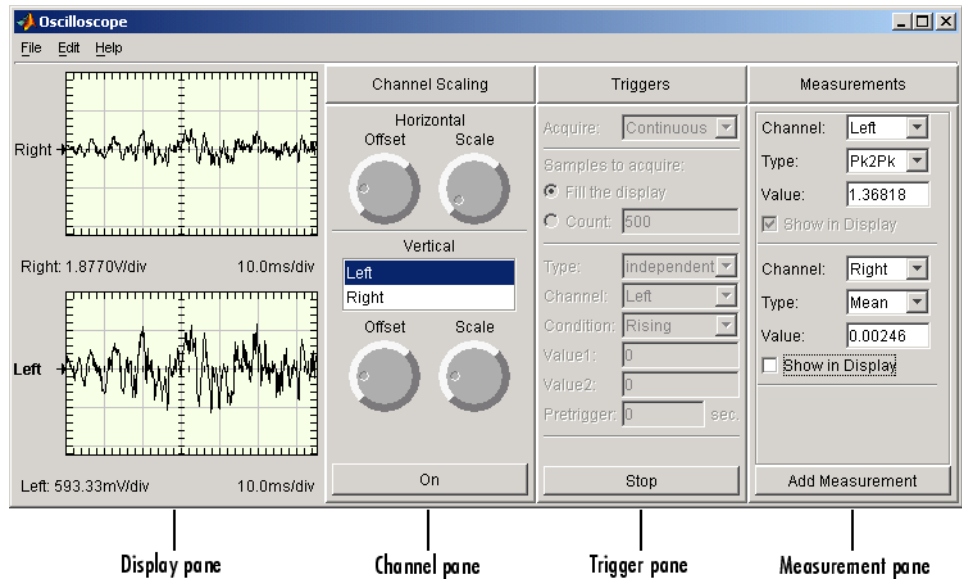 Oscilloscope
File Edit Help
Right
Right: 1.8770V/div 10.0ms/div
Left
Left: 593.33mV/div 10.0ms/div
Channel Scaling
Horizontal
Offset Scale
Vertical
Left
Right
Offset Scale
On
Triggers
Acquire: Continuous
Samples to acquire:
Fill the display
Count: 500
Type: independent
Channel: Left
Condition: Rising
Value1: 0
Value2: 0
Pretrigger: 0 sec.
Stop
Measurements
Channel: Left
Type: Pk2Pk
Value: 1.36818
Show in Display
Channel: Right
Type: Mean
Value: 0.00246
Show in Display
Add Measurement
Display pane
Channel pane
Trigger pane
Measurement pane